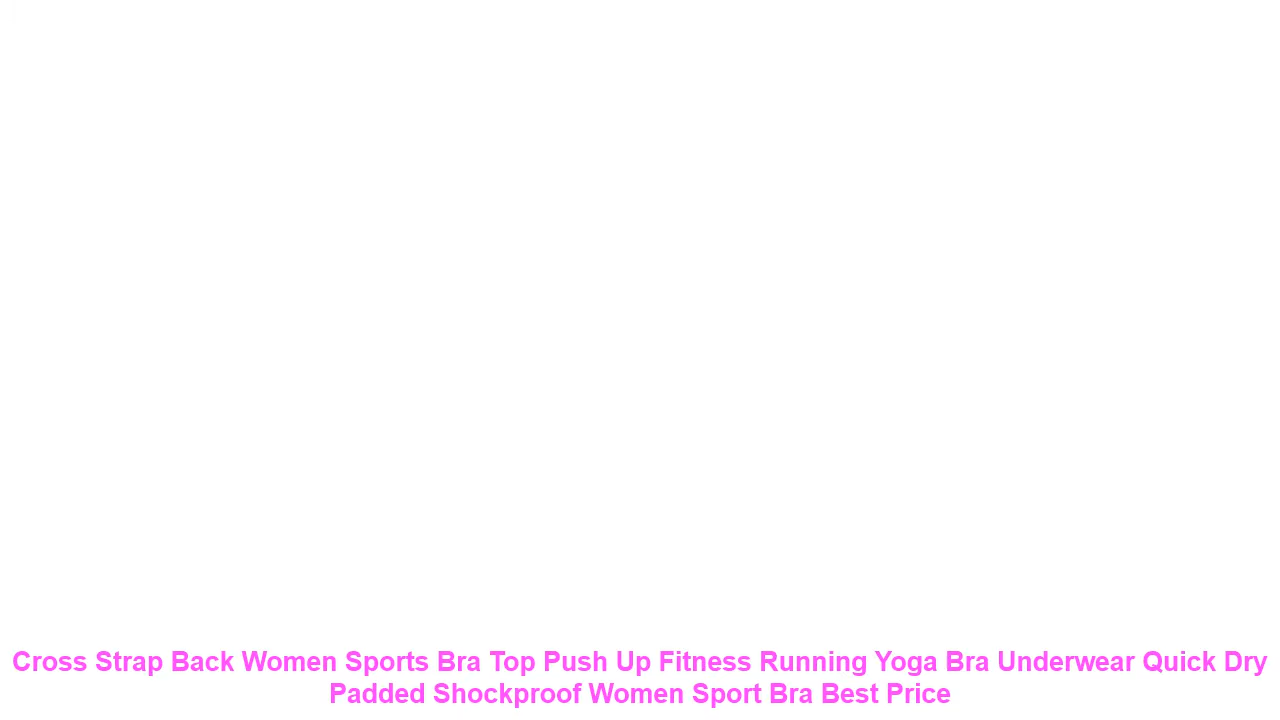 Cross Strap Back Women Sports Bra Top Push Up Fitness Running Yoga Bra Underwear Quick Dry
Padded Shockproof Women Sport Bra Best Price